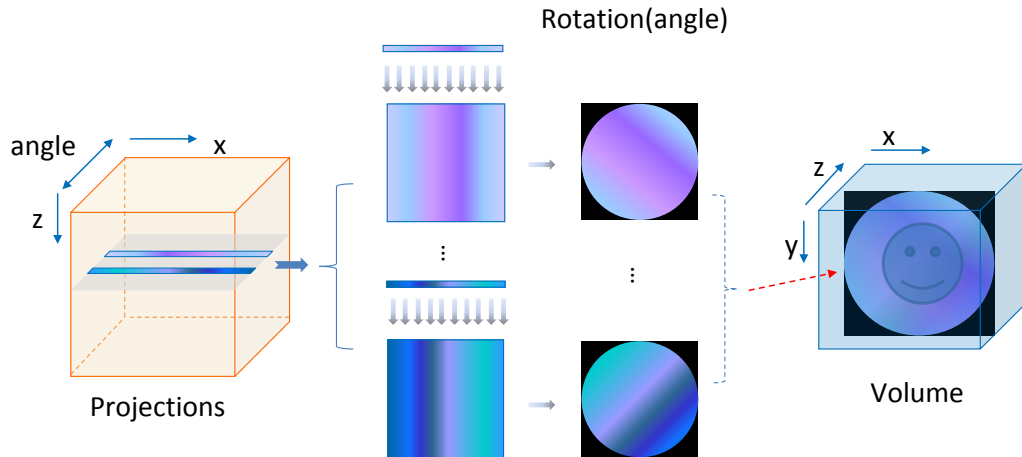 Rotation(angle)
angle
x
z
Projections
...
...
...
x
z
y
Volume